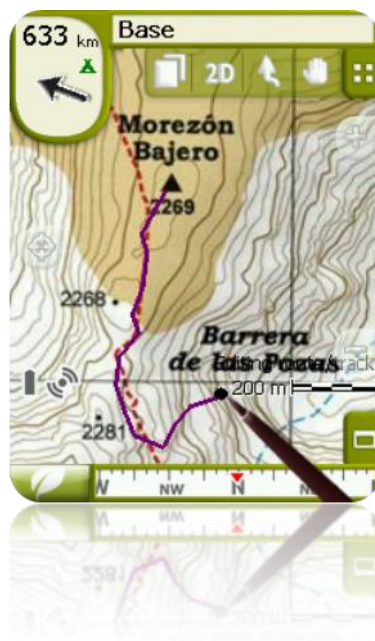 633 km
Base
2D
Morezón
Bajero
2269
2268
Barrera
de las Pozas
200 m
2281
W NW N